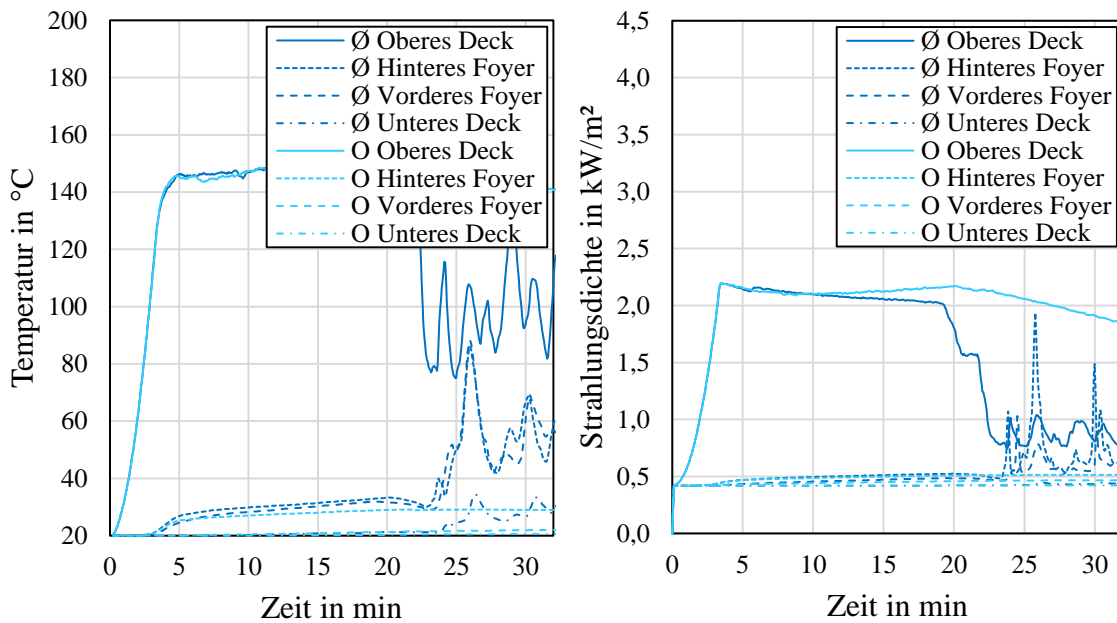 200
180
160
140
120
100
80
60
40
20
0
5
10
15
20
25
30
Temperatur in °C
Zeit in min
Ø Oberes Deck
Ø Hinteres Foyer
Ø Vorderes Foyer
Ø Unteres Deck
O Oberes Deck
O Hinteres Foyer
O Vorderes Foyer
O Unteres Deck
4,5
4,0
3,5
3,0
2,5
2,0
1,5
1,0
0,5
0,0
0
5
10
15
20
25
30
Strahlungsdichte in kW/m²
Zeit in min
Ø Oberes Deck
Ø Hinteres Foyer
Ø Vorderes Foyer
Ø Unteres Deck
O Oberes Deck
O Hinteres Foyer
O Vorderes Foyer
O Unteres Deck